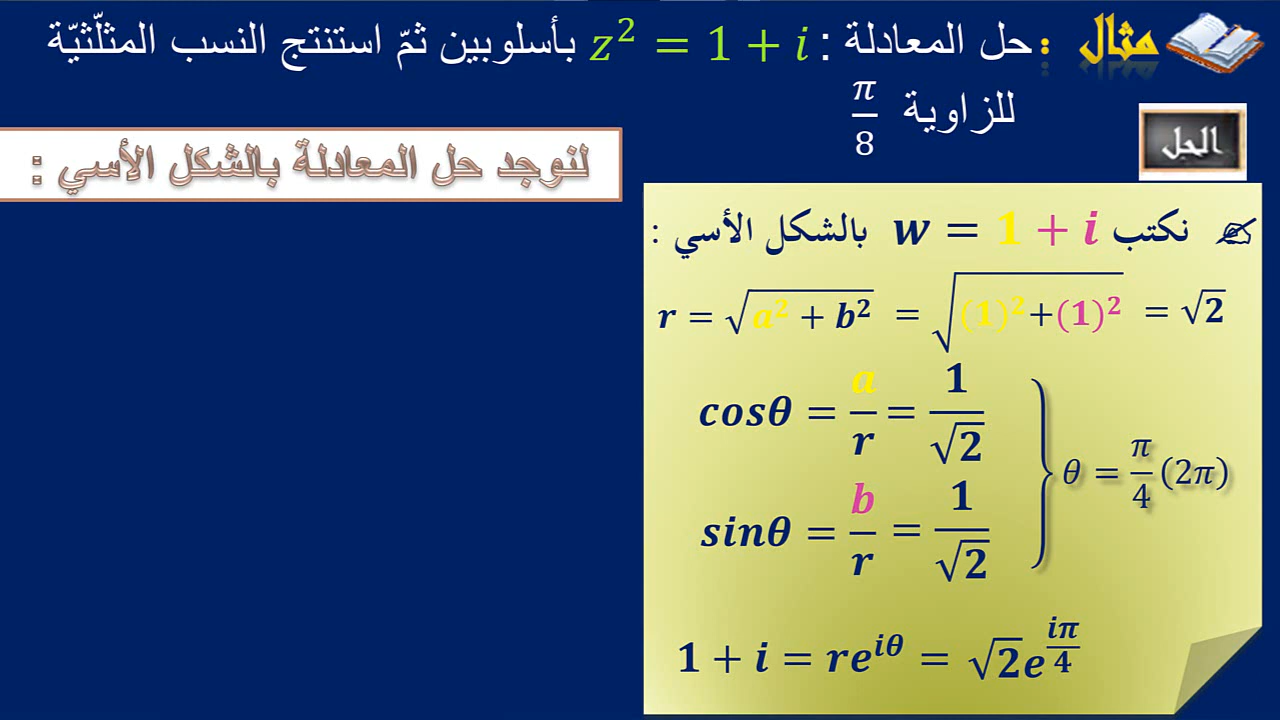 مثال : حل المعادلة : z² = 1 + i بأسلوبين ثمّ استنتج النسب المثلّثيّة
للزاوية π/8
الحل
لنوجد حل المعادلة بالشكل الأسي :
نكتب w = 1 + i بالشكل الأسي :
r = √(a² + b²) = √((1)²+(1)²) = √2
cosθ = a/r = 1/√2
sinθ = b/r = 1/√2
θ = π/4 (2π)
1 + i = re^{iθ} = √2e^{iπ/4}